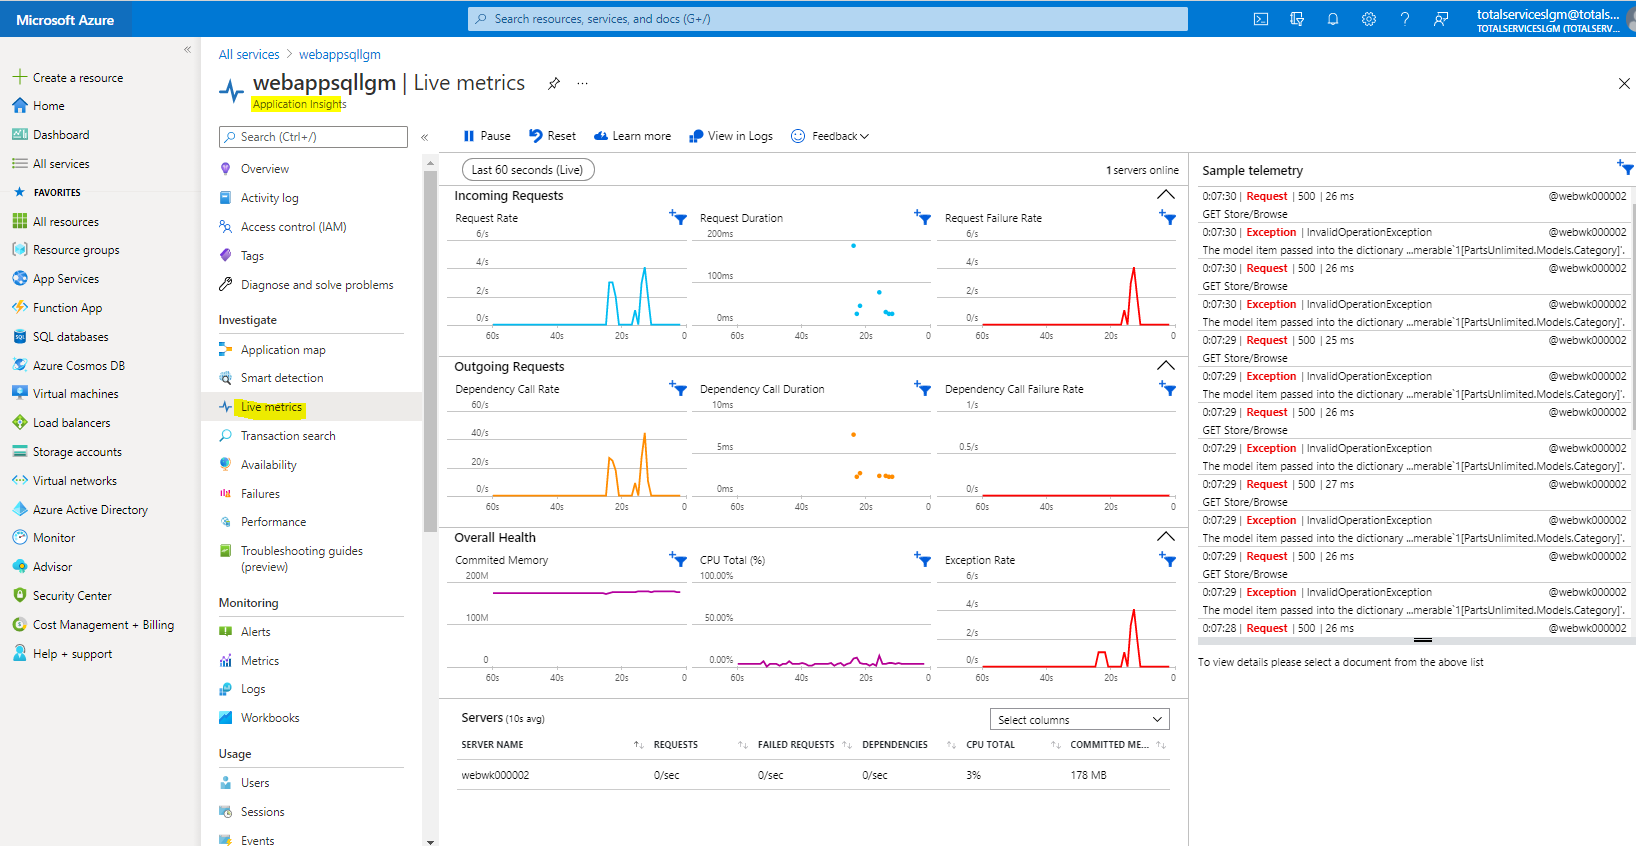 Microsoft Azure
Search resources, services, and docs (G+/)
totalserviceslgm@totals...
TOTALSERVICESLGM (TOTALSERV...
«
Create a resource
Home
Dashboard
All services
FAVORITES
All resources
Resource groups
App Services
Function App
SQL databases
Azure Cosmos DB
Virtual machines
Load balancers
Storage accounts
Virtual networks
Azure Active Directory
Monitor
Advisor
Security Center
Cost Management + Billing
Help + support
All services > webappsqllgm
webappsqllgm | Live metrics
...
Application Insights
Search (Ctrl+/)
«
Overview
Activity log
Access control (IAM)
Tags
Diagnose and solve problems
Investigate
Application map
Smart detection
Live metrics
Transaction search
Availability
Failures
Performance
Troubleshooting guides
(preview)
Monitoring
Alerts
Metrics
Logs
Workbooks
Usage
Users
Sessions
Events
Pause Reset Learn more View in Logs Feedback
Last 60 seconds (Live) 1 servers online
Incoming Requests
Request Rate
6/s
4/s
2/s
0/s
60s 40s 20s 0
Request Duration
200ms
100ms
0ms
60s 40s 20s 0
Request Failure Rate
6/s
4/s
2/s
0/s
60s 40s 20s 0
Outgoing Requests
Dependency Call Rate
60/s
40/s
20/s
0/s
60s 40s 20s 0
Dependency Call Duration
10ms
5ms
0ms
60s 40s 20s 0
Dependency Call Failure Rate
1/s
0.5/s
0/s
60s 40s 20s 0
Overall Health
Commited Memory
200M
100M
0
60s 40s 20s 0
CPU Total (%)
100.00%
50.00%
0.00%
60s 40s 20s 0
Exception Rate
6/s
4/s
2/s
0/s
60s 40s 20s 0
Servers (10s avg) Select columns
SERVER NAME REQUESTS FAILED REQUESTS DEPENDENCIES CPU TOTAL COMMITTED ME...
webwk000002 0/sec 0/sec 0/sec 3% 178 MB
Sample telemetry
0:07:30 | Request | 500 | 26 ms @webwk000002
GET Store/Browse
0:07:30 | Exception | InvalidOperationException @webwk000002
The model item passed into the dictionary ...merable`1[PartsUnlimited.Models.Category]'.
0:07:30 | Request | 500 | 26 ms @webwk000002
GET Store/Browse
0:07:30 | Exception | InvalidOperationException @webwk000002
The model item passed into the dictionary ...merable`1[PartsUnlimited.Models.Category]'.
0:07:29 | Request | 500 | 25 ms @webwk000002
GET Store/Browse
0:07:29 | Exception | InvalidOperationException @webwk000002
The model item passed into the dictionary ...merable`1[PartsUnlimited.Models.Category]'.
0:07:29 | Request | 500 | 26 ms @webwk000002
GET Store/Browse
0:07:29 | Exception | InvalidOperationException @webwk000002
The model item passed into the dictionary ...merable`1[PartsUnlimited.Models.Category]'.
0:07:29 | Request | 500 | 27 ms @webwk000002
GET Store/Browse
0:07:29 | Exception | InvalidOperationException @webwk000002
The model item passed into the dictionary ...merable`1[PartsUnlimited.Models.Category]'.
0:07:29 | Request | 500 | 26 ms @webwk000002
GET Store/Browse
0:07:29 | Exception | InvalidOperationException @webwk000002
The model item passed into the dictionary ...merable`1[PartsUnlimited.Models.Category]'.
0:07:28 | Request | 500 | 26 ms @webwk000002
To view details please select a document from the above list